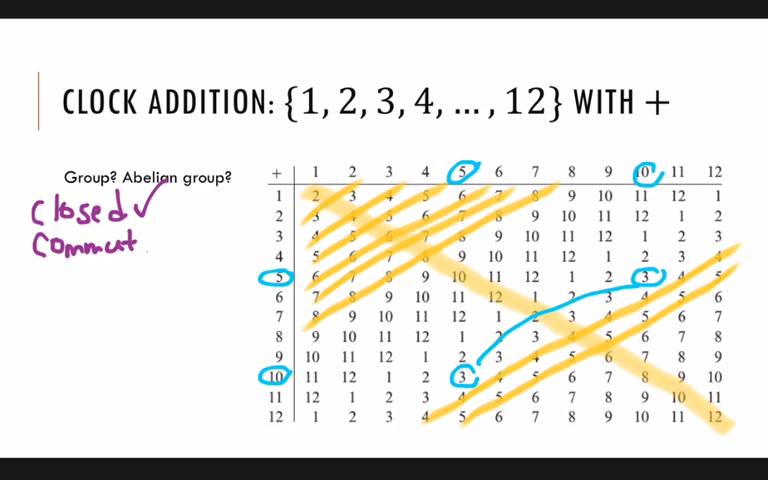 CLOCK ADDITION: {1, 2, 3, 4, …, 12} WITH +
Group? Abelian group?
Closed ✓
Commut
+ 1 2 3 4 5 6 7 8 9 10 11 12
1 2 3 4 5 6 7 8 9 10 11 12 1
2 3 4 5 6 7 8 9 10 11 12 1 2
3 4 5 6 7 8 9 10 11 12 1 2 3
4 5 6 7 8 9 10 11 12 1 2 3 4
5 6 7 8 9 10 11 12 1 2 3 4 5
6 7 8 9 10 11 12 1 2 3 4 5 6
7 8 9 10 11 12 1 2 3 4 5 6 7
8 9 10 11 12 1 2 3 4 5 6 7 8
9 10 11 12 1 2 3 4 5 6 7 8 9
10 11 12 1 2 3 4 5 6 7 8 9 10
11 12 1 2 3 4 5 6 7 8 9 10 11
12 1 2 3 4 5 6 7 8 9 10 11 12